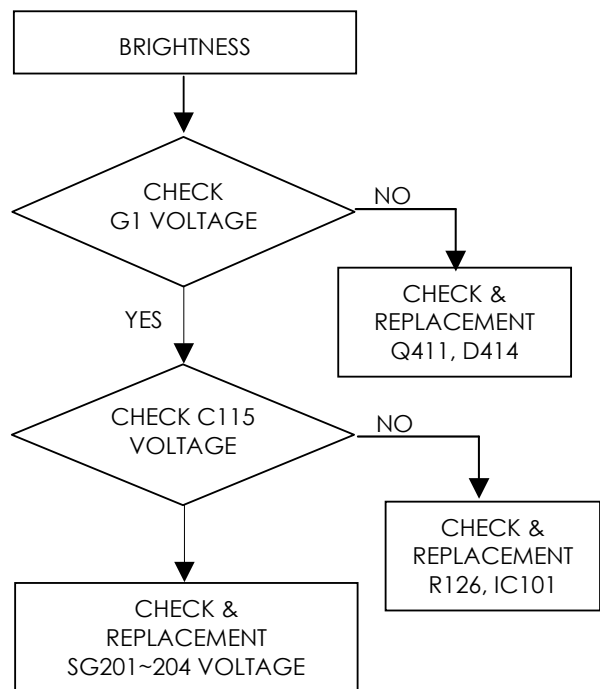 BRIGHTNESS
CHECK
G1 VOLTAGE
NO
CHECK &
REPLACEMENT
Q411, D414
YES
CHECK C115
VOLTAGE
NO
CHECK &
REPLACEMENT
R126, IC101
CHECK &
REPLACEMENT
SG201~204 VOLTAGE